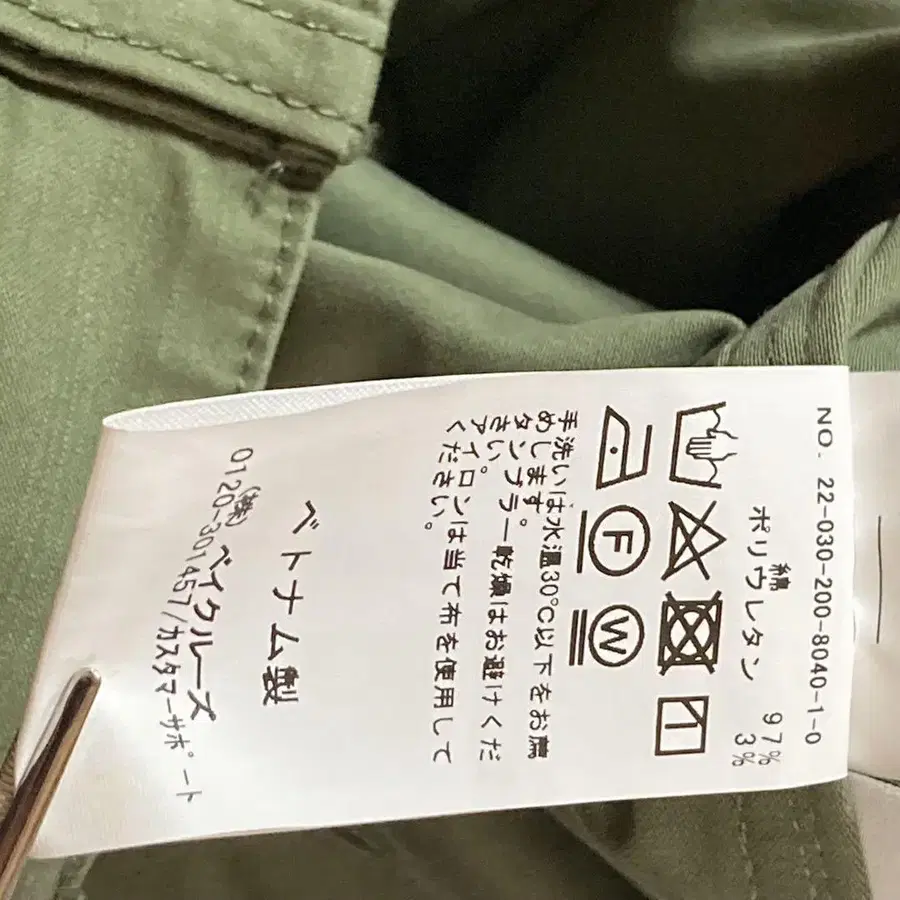 NO. 22-030-200-8040-1-0
綿 97%
ポリウレタン 3%
F
W
手洗いは水温30℃以下をお薦
めします。
タンブラー乾燥はお避けくだ
さい。
アイロンは当て布を使用して
ください。
ベトナム製
(株)ベイクルーズ
0120-301457/カスタマーサポート